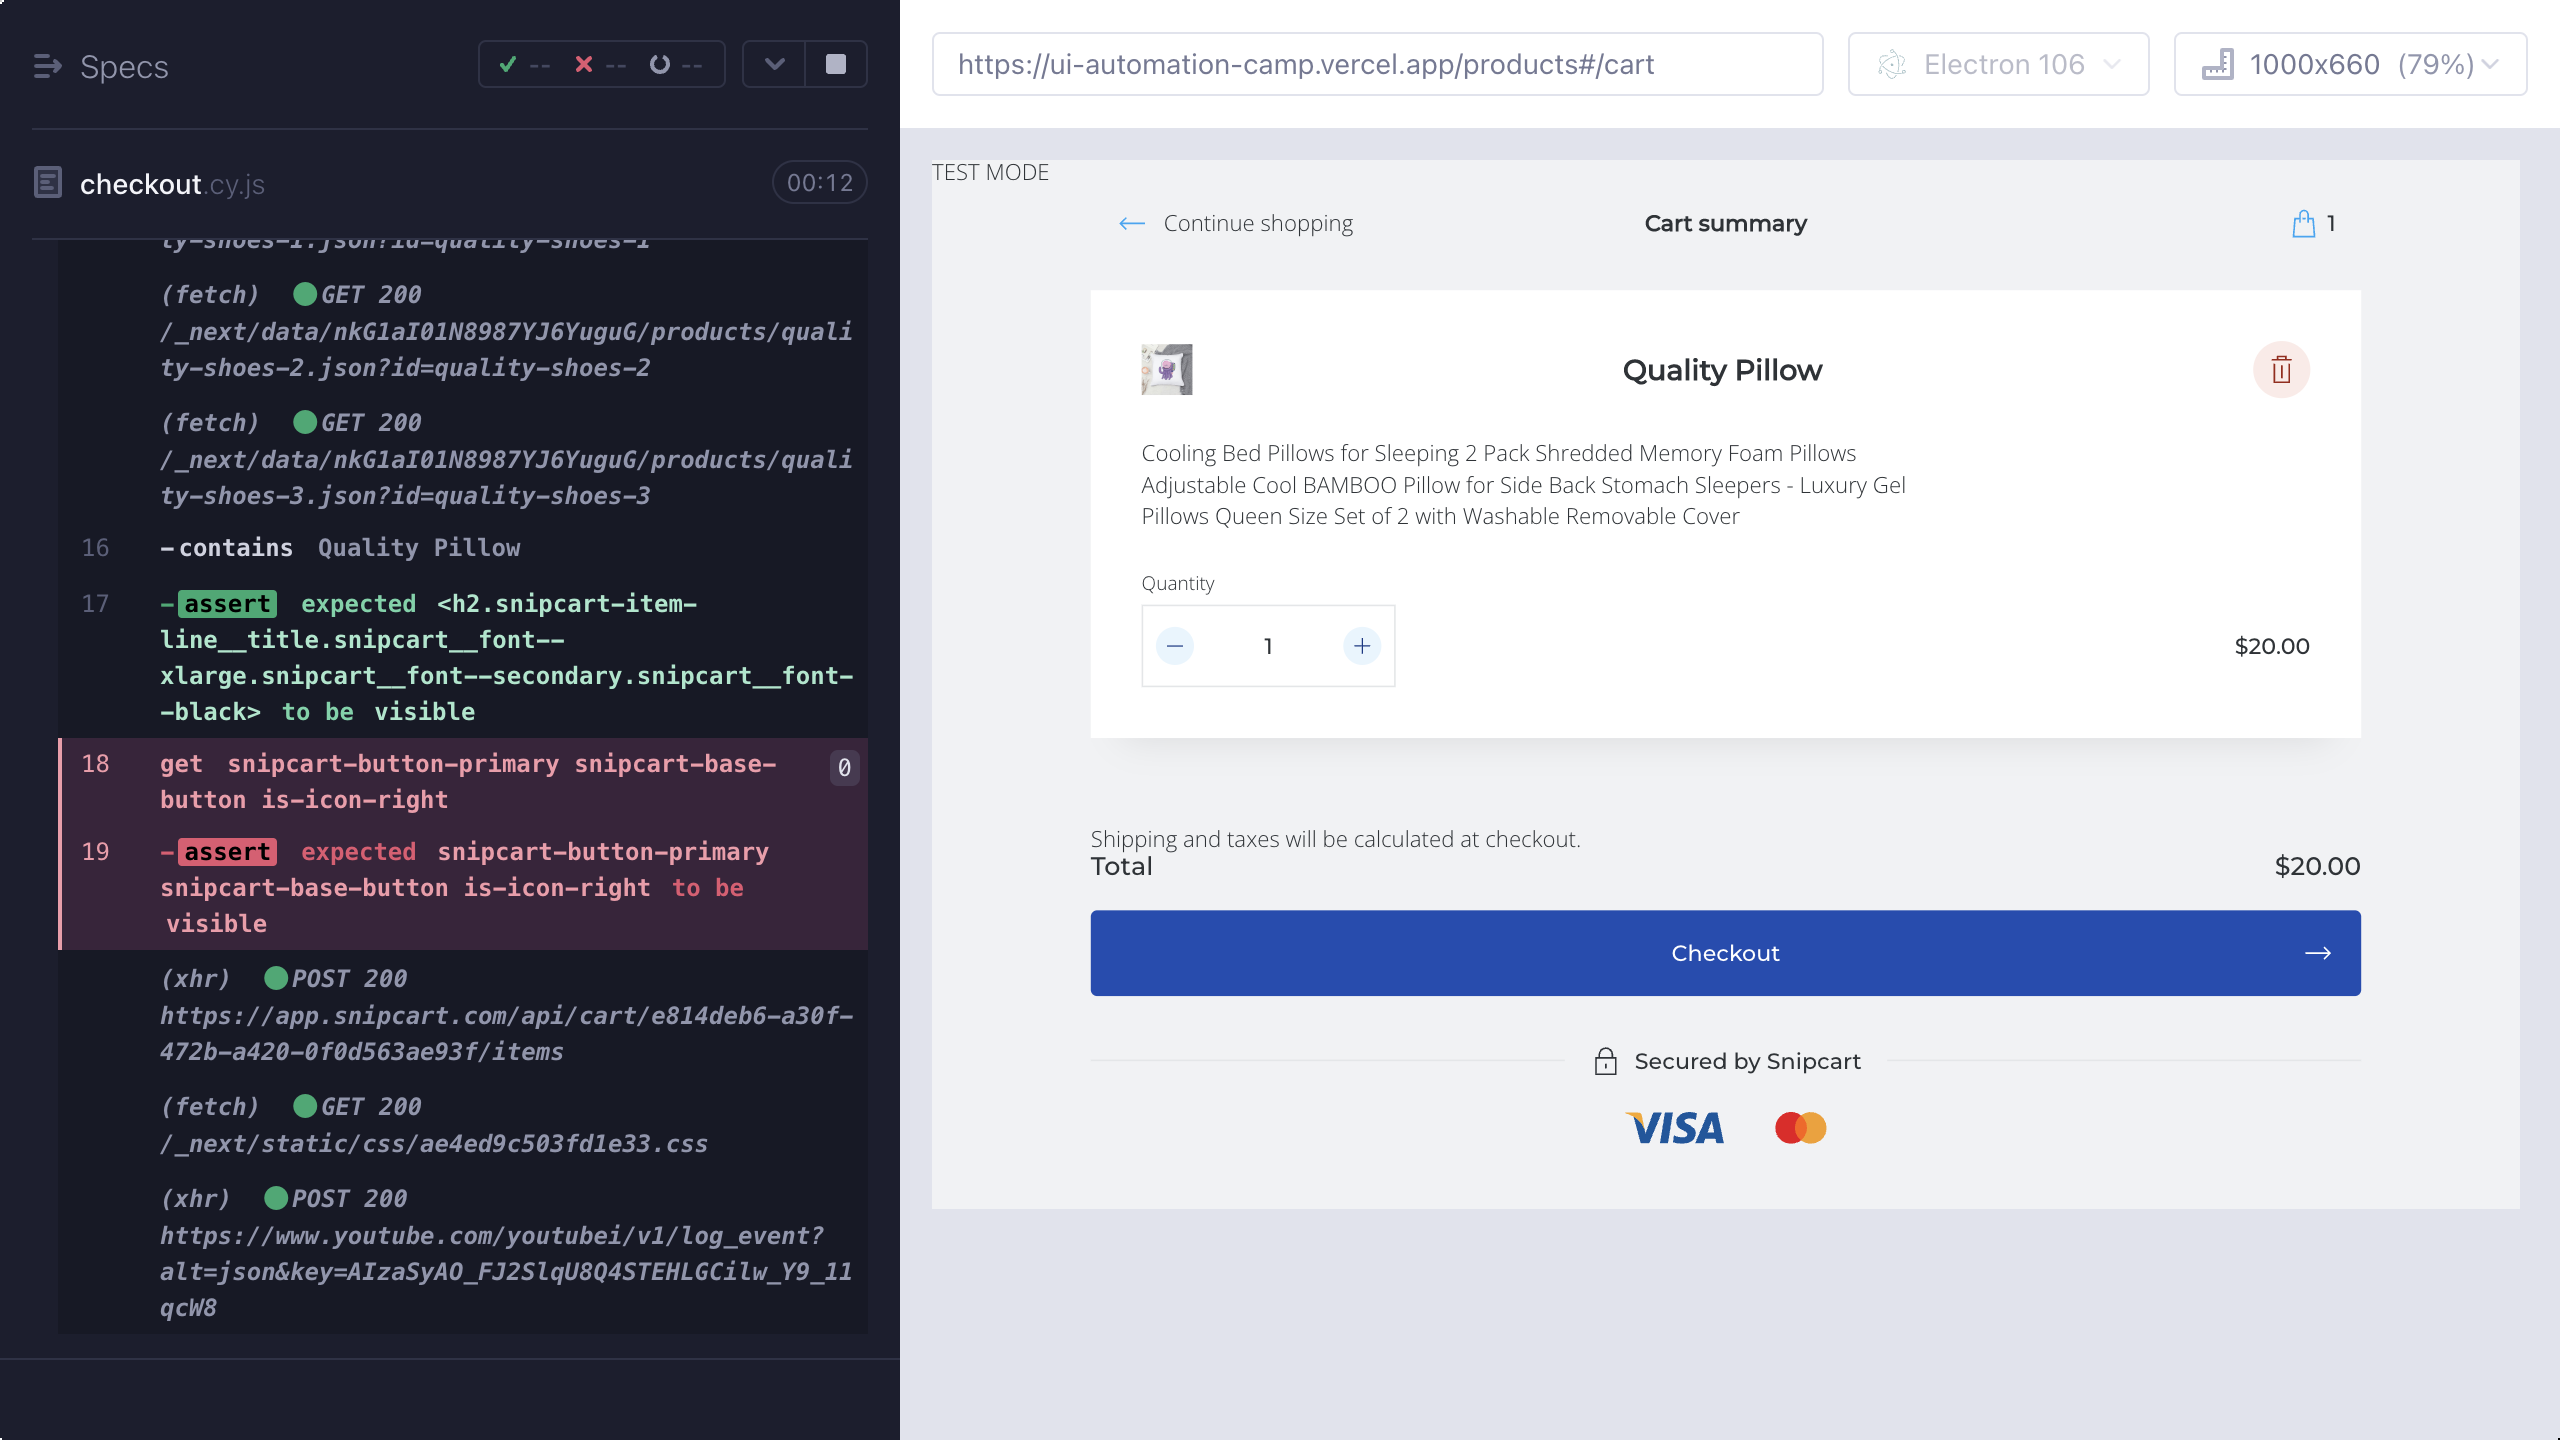 Specs
-- -- --
checkout.cy.js
00:12
ty-shoes-1.json?id=quality-shoes-1
(fetch) GET 200
/_next/data/nkG1aI01N8987YJ6YuguG/products/quali
ty-shoes-2.json?id=quality-shoes-2
(fetch) GET 200
/_next/data/nkG1aI01N8987YJ6YuguG/products/quali
ty-shoes-3.json?id=quality-shoes-3
16 -contains Quality Pillow
17 -assert expected <h2.snipcart-item-
line__title.snipcart__font--
xlarge.snipcart__font--secondary.snipcart__font-
-black> to be visible
18 get snipcart-button-primary snipcart-base-
button is-icon-right
0
19 -assert expected snipcart-button-primary
snipcart-base-button is-icon-right to be
visible
(xhr) POST 200
https://app.snipcart.com/api/cart/e814deb6-a30f-
472b-a420-0f0d563ae93f/items
(fetch) GET 200
/_next/static/css/ae4ed9c503fd1e33.css
(xhr) POST 200
https://www.youtube.com/youtubei/v1/log_event?
alt=json&key=AIzaSyAO_FJ2SlqU8Q4STEHLGCilw_Y9_11
qcW8
https://ui-automation-camp.vercel.app/products#/cart
Electron 106
1000x660 (79%)
TEST MODE
Continue shopping
Cart summary
1
Quality Pillow
Cooling Bed Pillows for Sleeping 2 Pack Shredded Memory Foam Pillows
Adjustable Cool BAMBOO Pillow for Side Back Stomach Sleepers - Luxury Gel
Pillows Queen Size Set of 2 with Washable Removable Cover
Quantity
1
$20.00
Shipping and taxes will be calculated at checkout.
Total
$20.00
Checkout
Secured by Snipcart
VISA